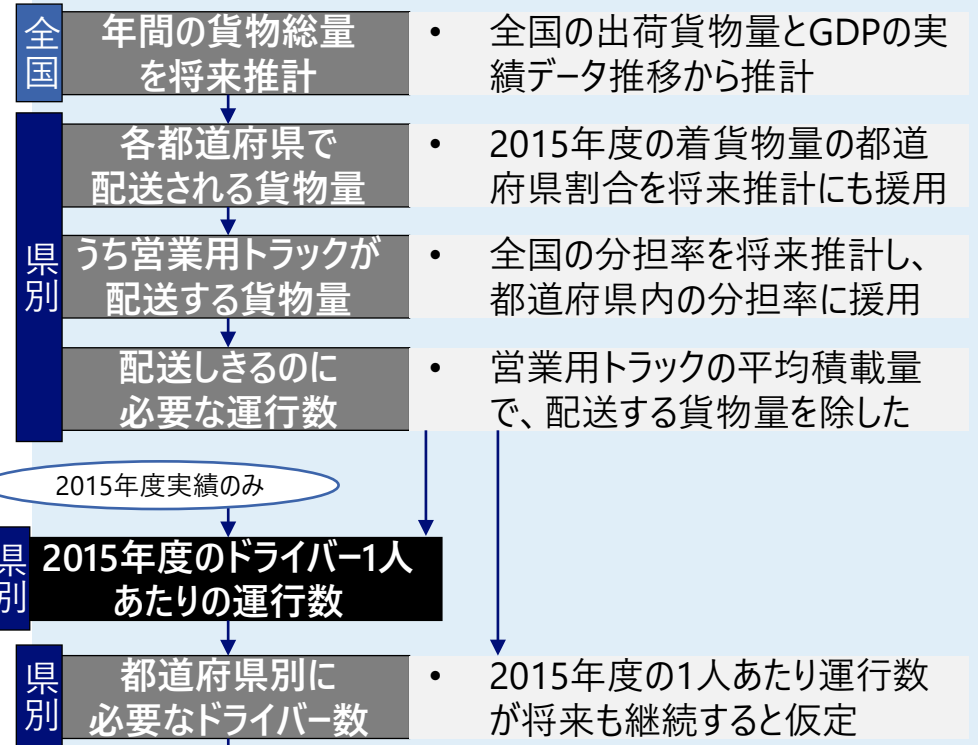 全国
年間の貨物総量
を将来推計
• 全国の出荷貨物量とGDPの実
績データ推移から推計
県別
各都道府県で
配送される貨物量
• 2015年度の着貨物量の都道
府県割合を将来推計にも援用
うち営業用トラックが
配送する貨物量
• 全国の分担率を将来推計し、
都道府県内の分担率に援用
配送しきるのに
必要な運行数
• 営業用トラックの平均積載量
で、配送する貨物量を除した
2015年度実績のみ
県別
2015年度のドライバー1人
あたりの運行数
県別
都道府県別に
必要なドライバー数
• 2015年度の1人あたり運行数
が将来も継続すると仮定